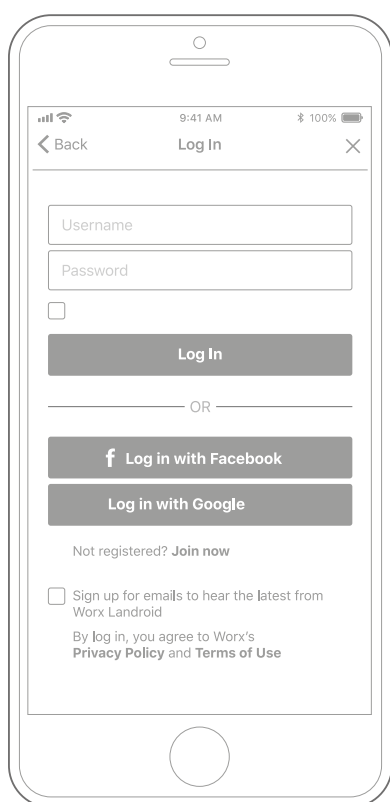 9:41 AM
100%
Back
Log In
Username
Password
Log In
OR
f Log in with Facebook
Log in with Google
Not registered? Join now
Sign up for emails to hear the latest from
Worx Landroid
By log in, you agree to Worx's
Privacy Policy and Terms of Use